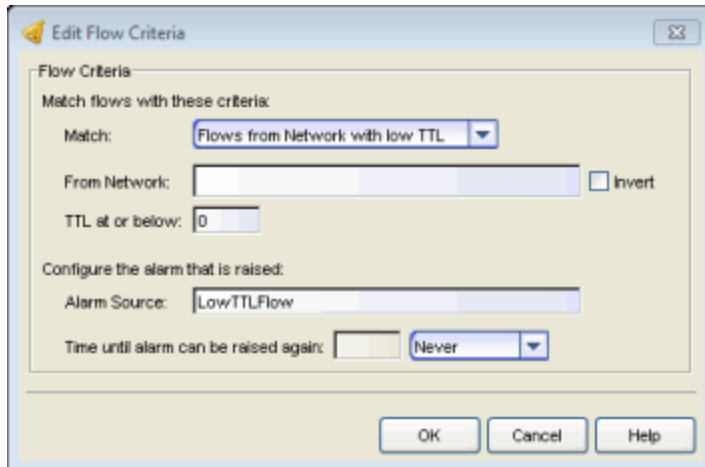 Edit Flow Criteria
Flow Criteria
Match flows with these criteria:
Match: Flows from Network with low TTL
From Network: Invert
TTL at or below: 0
Configure the alarm that is raised:
Alarm Source: LowTTLFlow
Time until alarm can be raised again: Never
OK Cancel Help